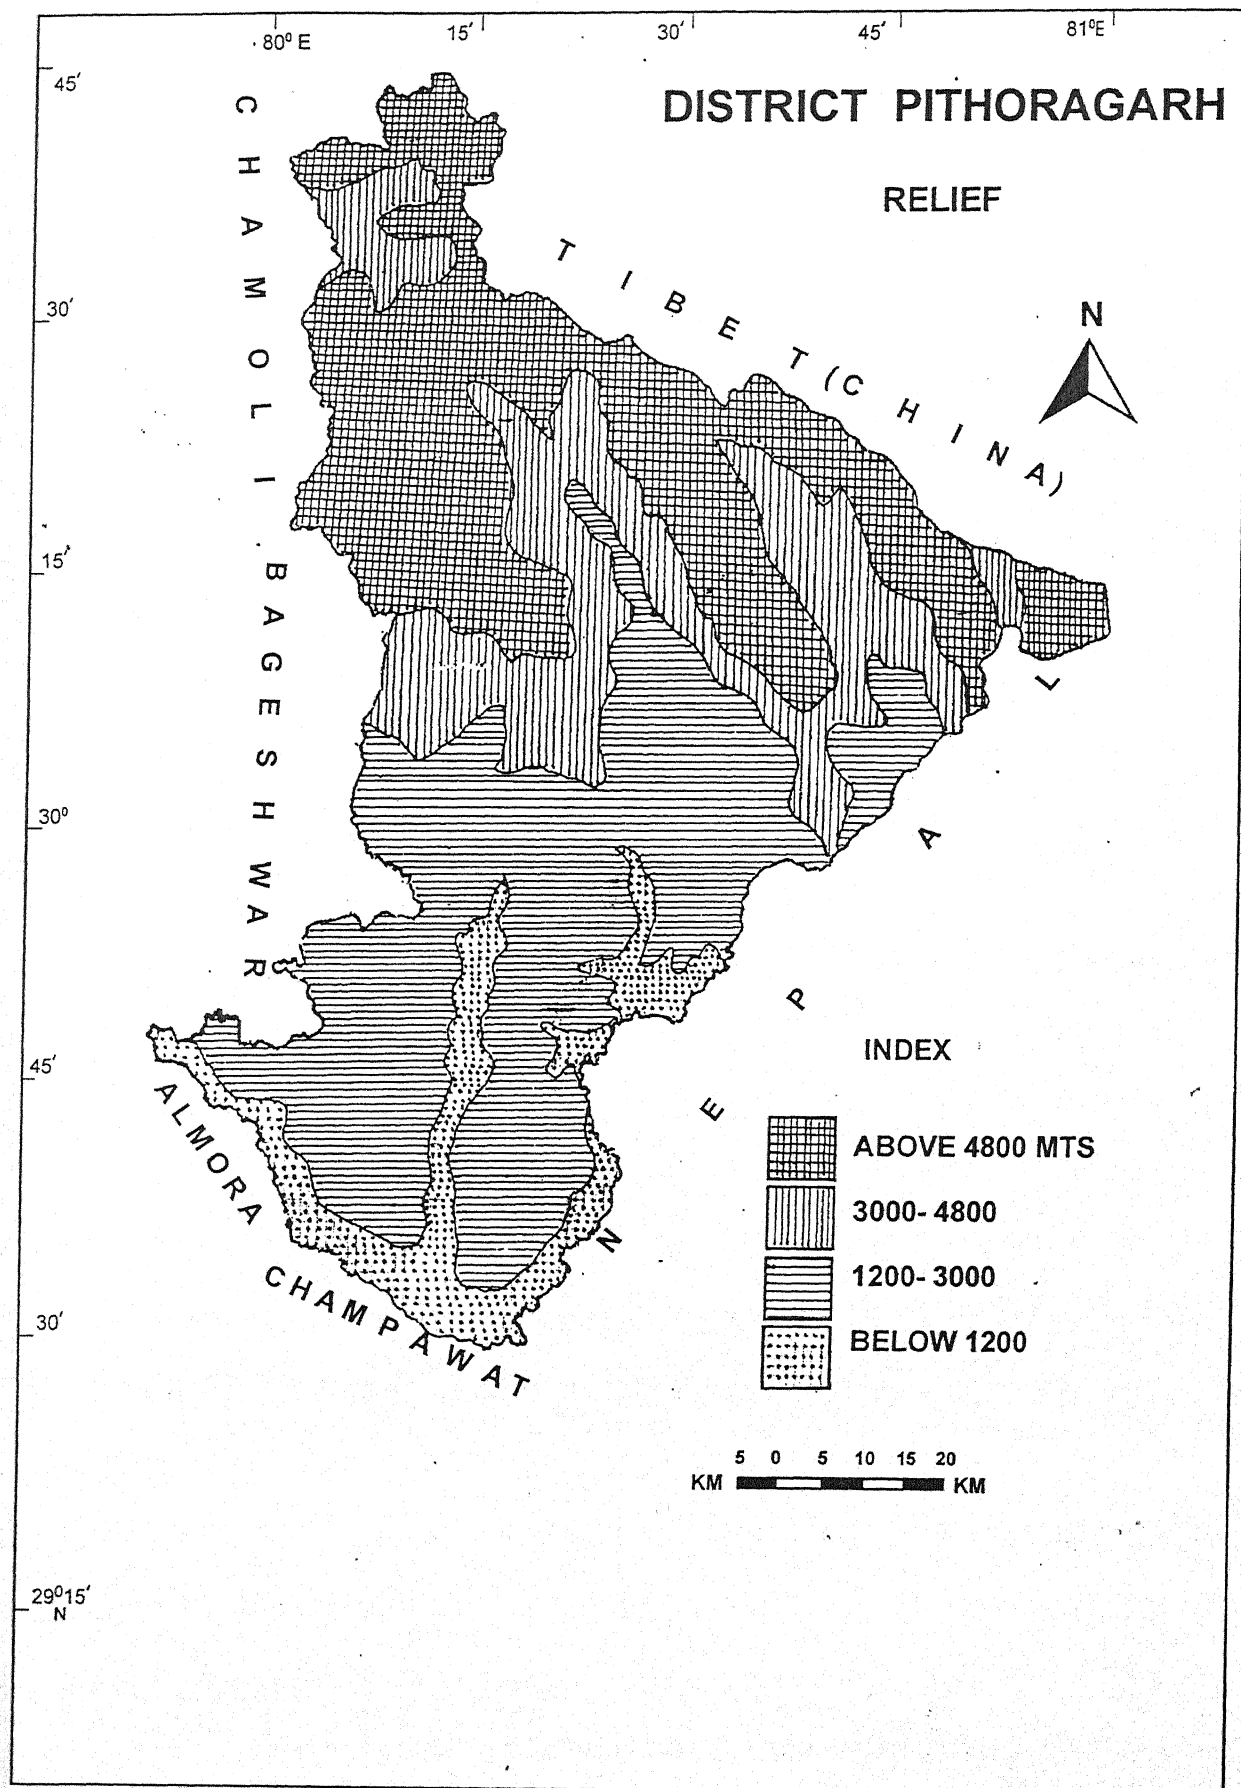 80° E 15′ 30′ 45′ 81°E
45′
DISTRICT PITHORAGARH
RELIEF
CHAMOLI
TIBET (CHINA)
N
30′
15′
BAGESHWAR
30°
NEPAL
45′
ALMORA
CHAMPAWAT
30′
INDEX
ABOVE 4800 MTS
3000-4800
1200-3000
BELOW 1200
5 0 5 10 15 20
KM KM
29°15′
N